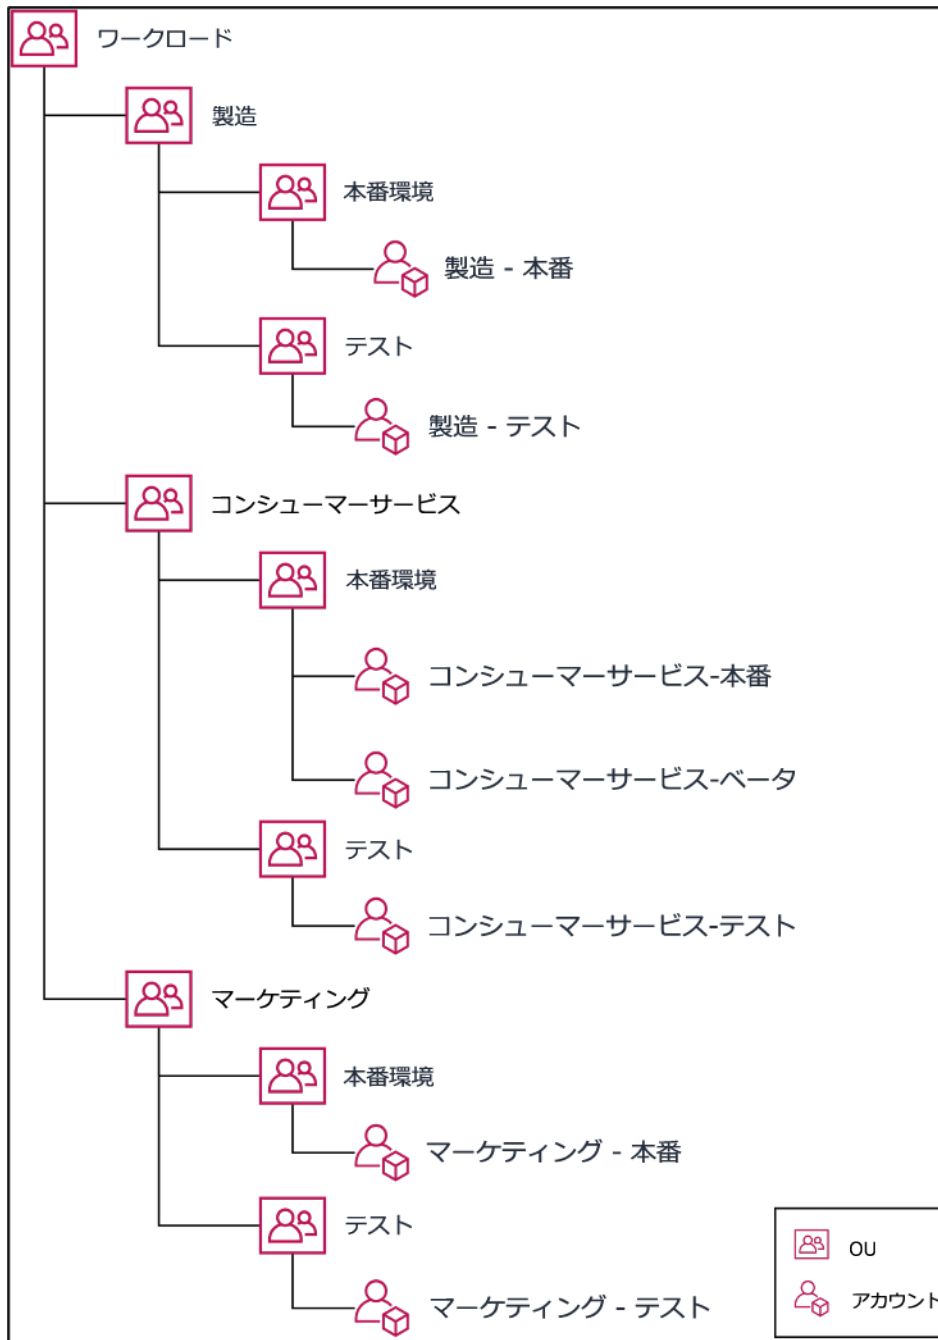 ワークロード
製造
本番環境
製造 - 本番
テスト
製造 - テスト
コンシューマーサービス
本番環境
コンシューマーサービス-本番
コンシューマーサービス-ベータ
テスト
コンシューマーサービス-テスト
マーケティング
本番環境
マーケティング - 本番
テスト
マーケティング - テスト
OU
アカウント